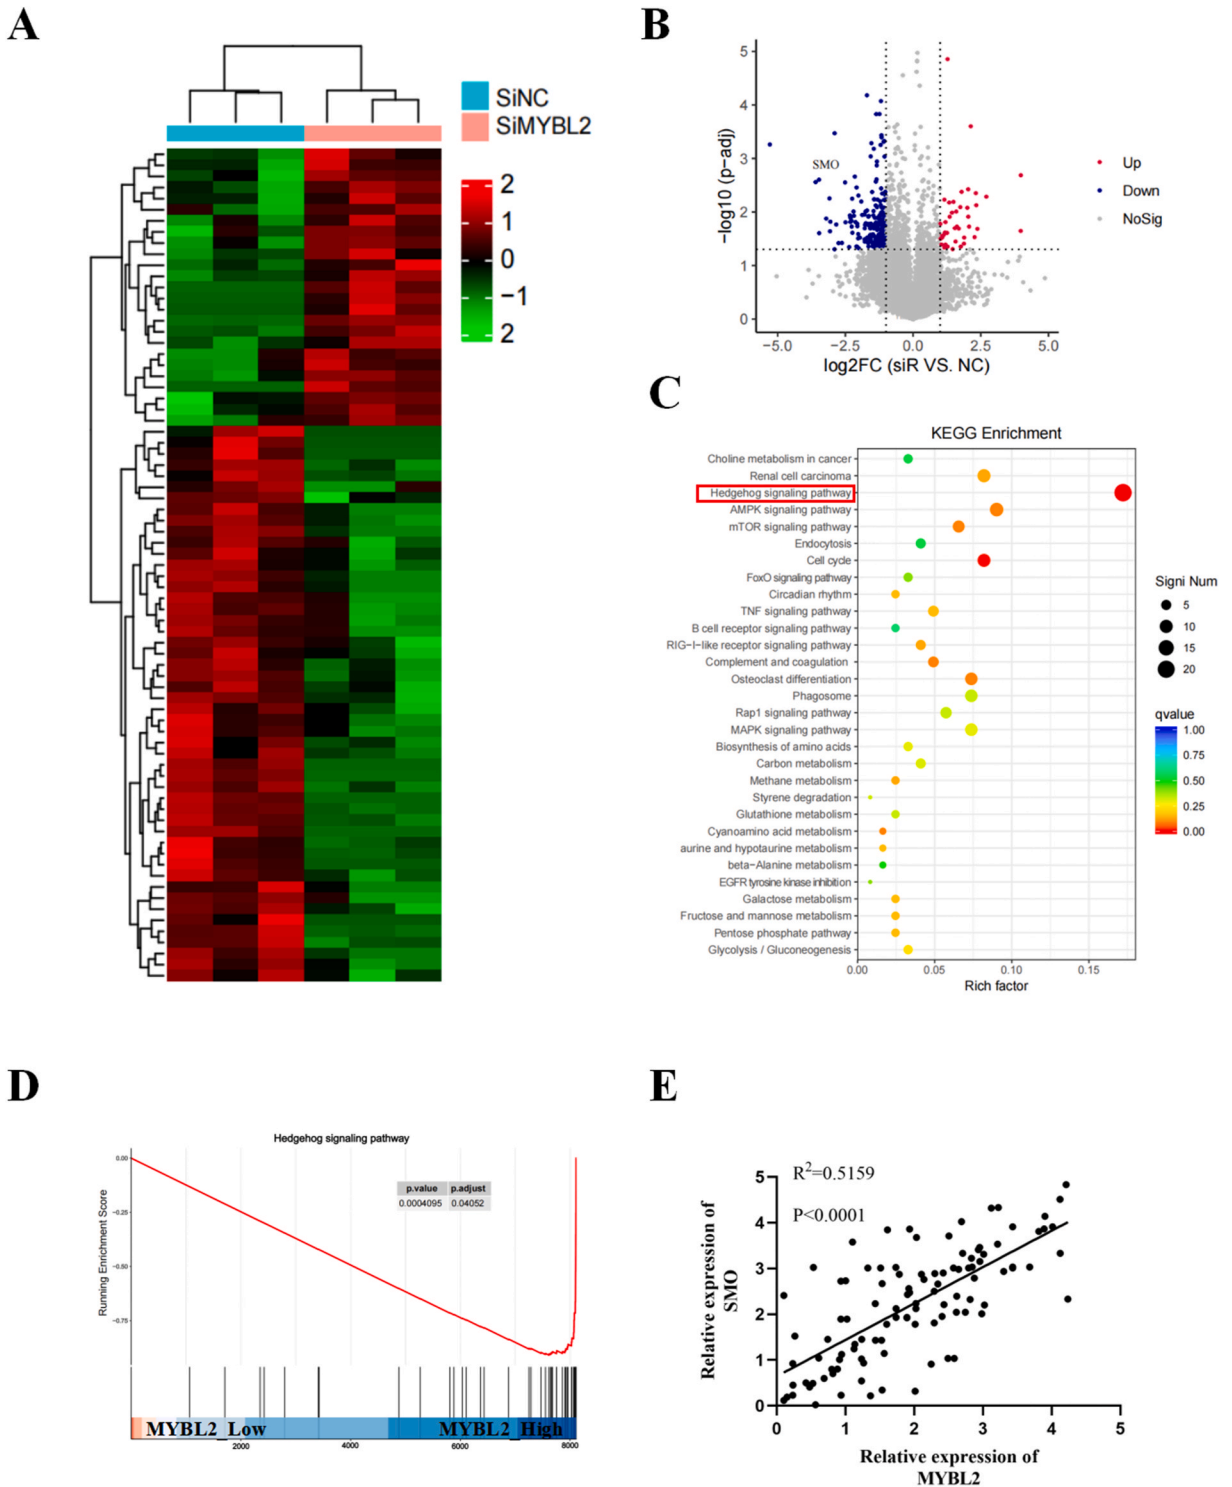 A
SiNC
SiMYBL2
2
1
0
−1
2
B
−log10 (p−adj)
5
4
3
2
1
0
SMO
−5.0
−2.5
0.0
2.5
5.0
log2FC (siR VS. NC)
Up
Down
NoSig
C
KEGG Enrichment
Choline metabolism in cancer
Renal cell carcinoma
Hedgehog signaling pathway
AMPK signaling pathway
mTOR signaling pathway
Endocytosis
Cell cycle
FoxO signaling pathway
Circadian rhythm
TNF signaling pathway
B cell receptor signaling pathway
RIG−I−like receptor signaling pathway
Complement and coagulation
Osteoclast differentiation
Phagosome
Rap1 signaling pathway
MAPK signaling pathway
Biosynthesis of amino acids
Carbon metabolism
Methane metabolism
Styrene degradation
Glutathione metabolism
Cyanoamino acid metabolism
aurine and hypotaurine metabolism
beta−Alanine metabolism
EGFR tyrosine kinase inhibition
Galactose metabolism
Fructose and mannose metabolism
Pentose phosphate pathway
Glycolysis / Gluconeogenesis
0.00
0.05
0.10
0.15
Rich factor
Signi Num
5
10
15
20
qvalue
1.00
0.75
0.50
0.25
0.00
D
Hedgehog signaling pathway
Running Enrichment Score
0.00
−0.25
−0.50
−0.75
p.value p.adjust
0.0004095 0.04052
MYBL2_Low
MYBL2_High
2000
4000
6000
8000
E
R2=0.5159
P<0.0001
Relative expression of
SMO
5
4
3
2
1
0
0
1
2
3
4
5
Relative expression of
MYBL2